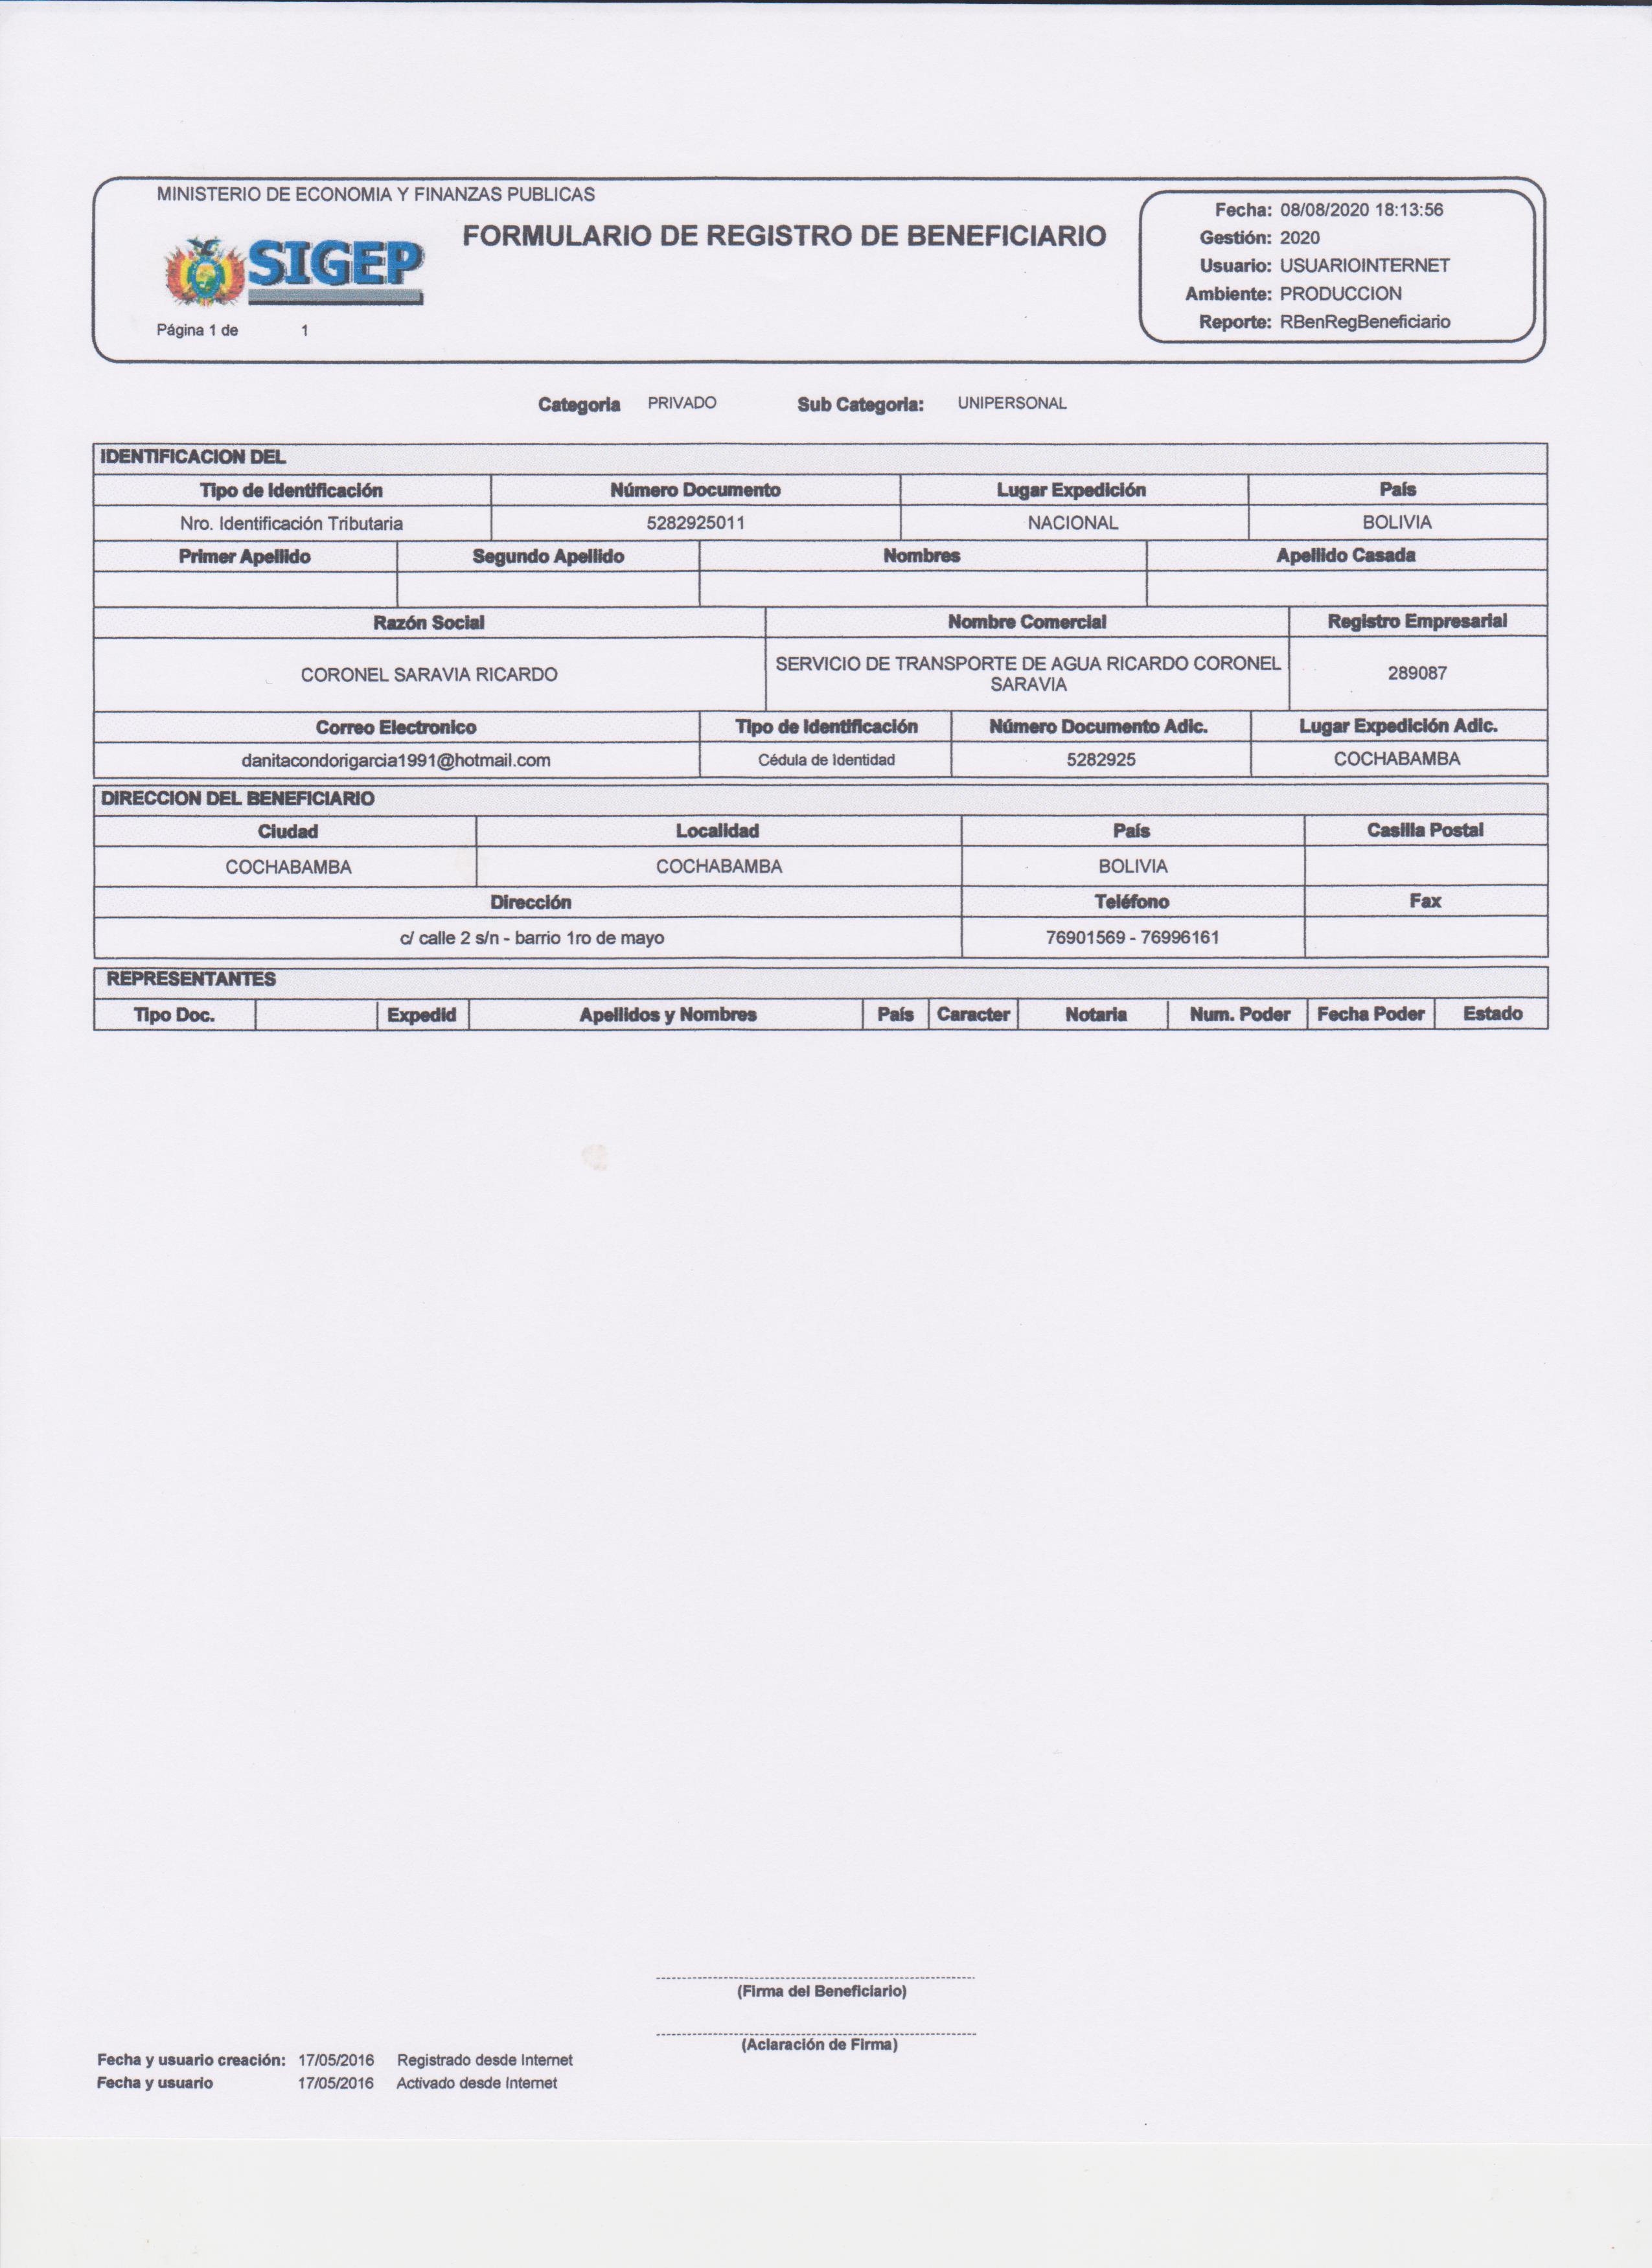 MINISTERIO DE ECONOMIA Y FINANZAS PUBLICAS
FORMULARIO DE REGISTRO DE BENEFICIARIO
SIGEP
Página 1 de 1
Fecha: 08/08/2020 18:13:56
Gestión: 2020
Usuario: USUARIOINTERNET
Ambiente: PRODUCCION
Reporte: RBenRegBeneficiario
Categoria PRIVADO Sub Categoria: UNIPERSONAL
IDENTIFICACION DEL
Tipo de Identificación Número Documento Lugar Expedición País
Nro. Identificación Tributaria 5282925011 NACIONAL BOLIVIA
Primer Apellido Segundo Apellido Nombres Apellido Casada
Razón Social Nombre Comercial Registro Empresarial
CORONEL SARAVIA RICARDO SERVICIO DE TRANSPORTE DE AGUA RICARDO CORONEL
SARAVIA 289087
Correo Electronico Tipo de Identificación Número Documento Adic. Lugar Expedición Adic.
danitacondorigarcia1991@hotmail.com Cédula de Identidad 5282925 COCHABAMBA
DIRECCION DEL BENEFICIARIO
Ciudad Localidad País Casilla Postal
COCHABAMBA COCHABAMBA BOLIVIA
Dirección Teléfono Fax
c/ calle 2 s/n - barrio 1ro de mayo 76901569 - 76996161
REPRESENTANTES
Tipo Doc. Expedid Apellidos y Nombres País Caracter Notaria Num. Poder Fecha Poder Estado
(Firma del Beneficiario)
(Aclaración de Firma)
Fecha y usuario creación: 17/05/2016 Registrado desde Internet
Fecha y usuario 17/05/2016 Activado desde Internet